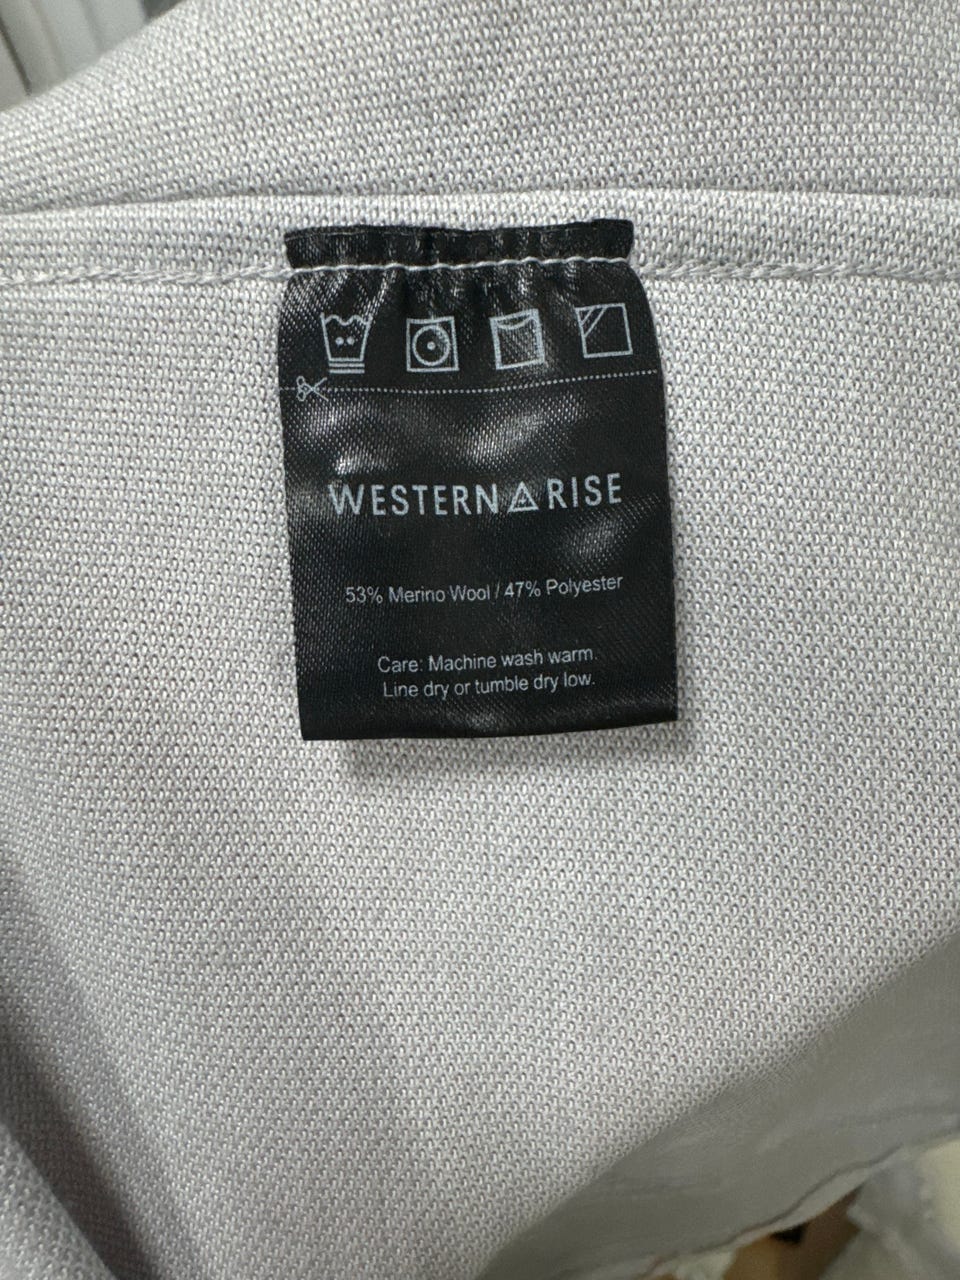 WESTERN RISE
53% Merino Wool / 47% Polyester
Care: Machine wash warm.
Line dry or tumble dry low.